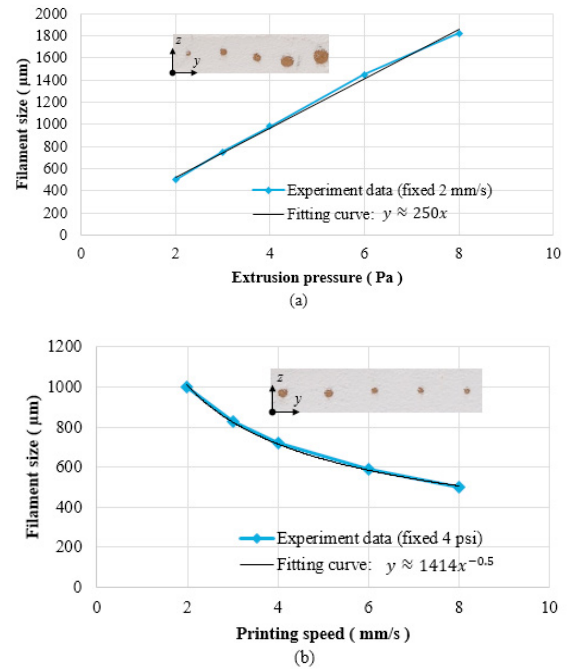 2000
1800
1600
1400
1200
1000
800
600
400
200
0
Filament size ( μm)
z
y
Experiment data (fixed 2 mm/s)
Fitting curve: y ≈ 250x
0 2 4 6 8 10
Extrusion pressure ( Pa )
(a)
1200
1000
800
600
400
200
0
Filament size (μm)
z
y
Experiment data (fixed 4 psi)
Fitting curve: y ≈ 1414x⁻⁰·⁵
0 2 4 6 8 10
Printing speed ( mm/s )
(b)